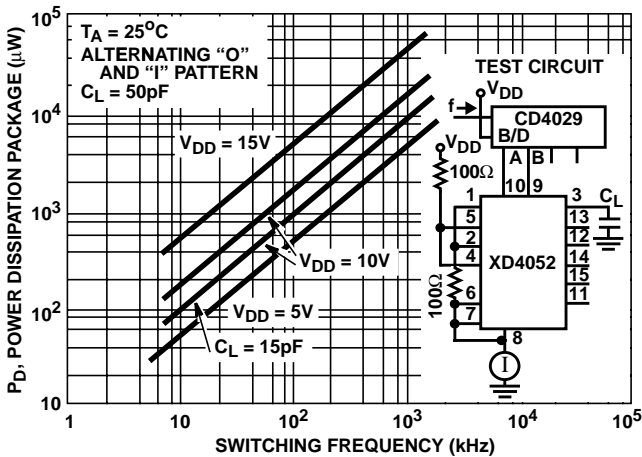 P_D, POWER DISSIPATION PACKAGE (µW)
10^5
10^4
10^3
10^2
10
T_A = 25°C
ALTERNATING “O”
AND “I” PATTERN
C_L = 50pF
V_DD = 15V
V_DD = 10V
V_DD = 5V
C_L = 15pF
TEST CIRCUIT
V_DD
f
CD4029
B/D
A B
V_DD
100Ω
10 9
1
5
2
4
3
C_L
13
12
14
15
11
XD4052
100Ω
6
7
8
I
1
10
10^2
10^3
10^4
10^5
SWITCHING FREQUENCY (kHz)